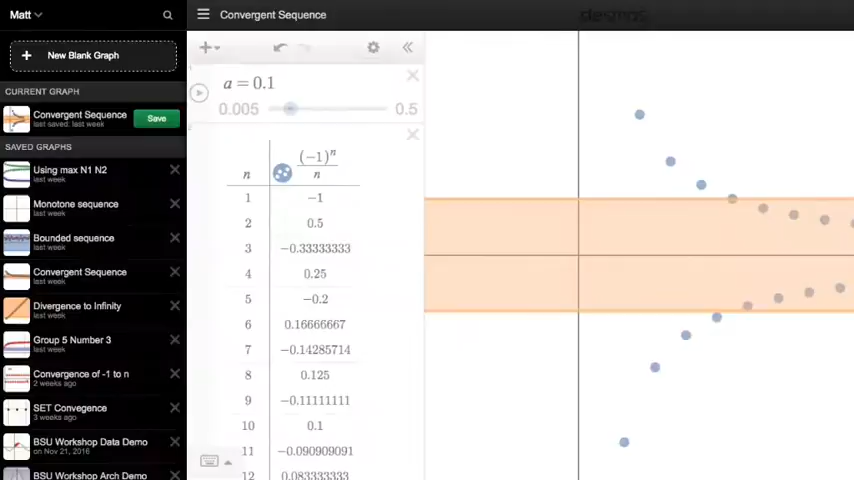 Matt
Convergent Sequence
desmos
New Blank Graph
CURRENT GRAPH
Convergent Sequence
last saved: last week
Save
SAVED GRAPHS
Using max N1 N2
last week
Monotone sequence
last week
Bounded sequence
last week
Convergent Sequence
last week
Divergence to Infinity
last week
Group 5 Number 3
last week
Convergence of -1 to n
2 weeks ago
SET Convegence
3 weeks ago
BSU Workshop Data Demo
on Nov 21, 2016
BSU Workshop Arch Demo
1
a = 0.1
0.005 0.5
2
n (-1)^n/n
1 −1
2 0.5
3 −0.33333333
4 0.25
5 −0.2
6 0.16666667
7 −0.14285714
8 0.125
9 −0.11111111
10 0.1
11 −0.090909091
12 0.083333333